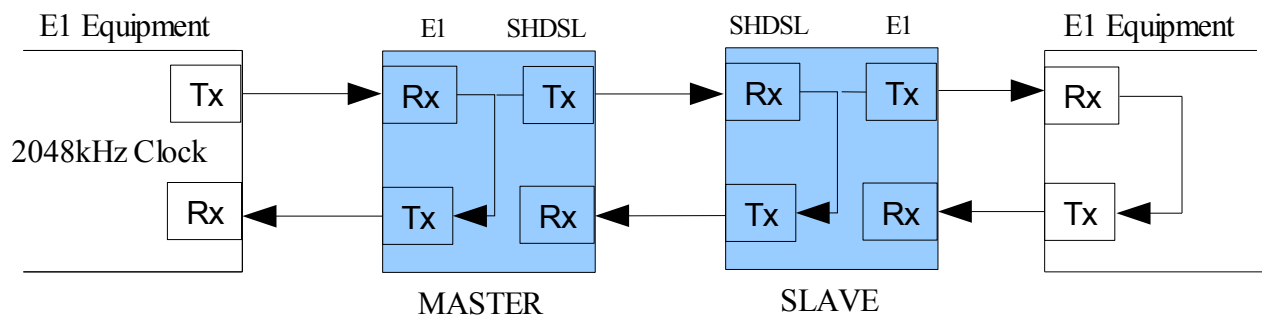 E1 Equipment
E1
SHDSL
SHDSL
E1
E1 Equipment
Tx
Rx
Tx
Rx
Tx
Rx
2048kHz Clock
Rx
Tx
Rx
Tx
Rx
Tx
MASTER
SLAVE